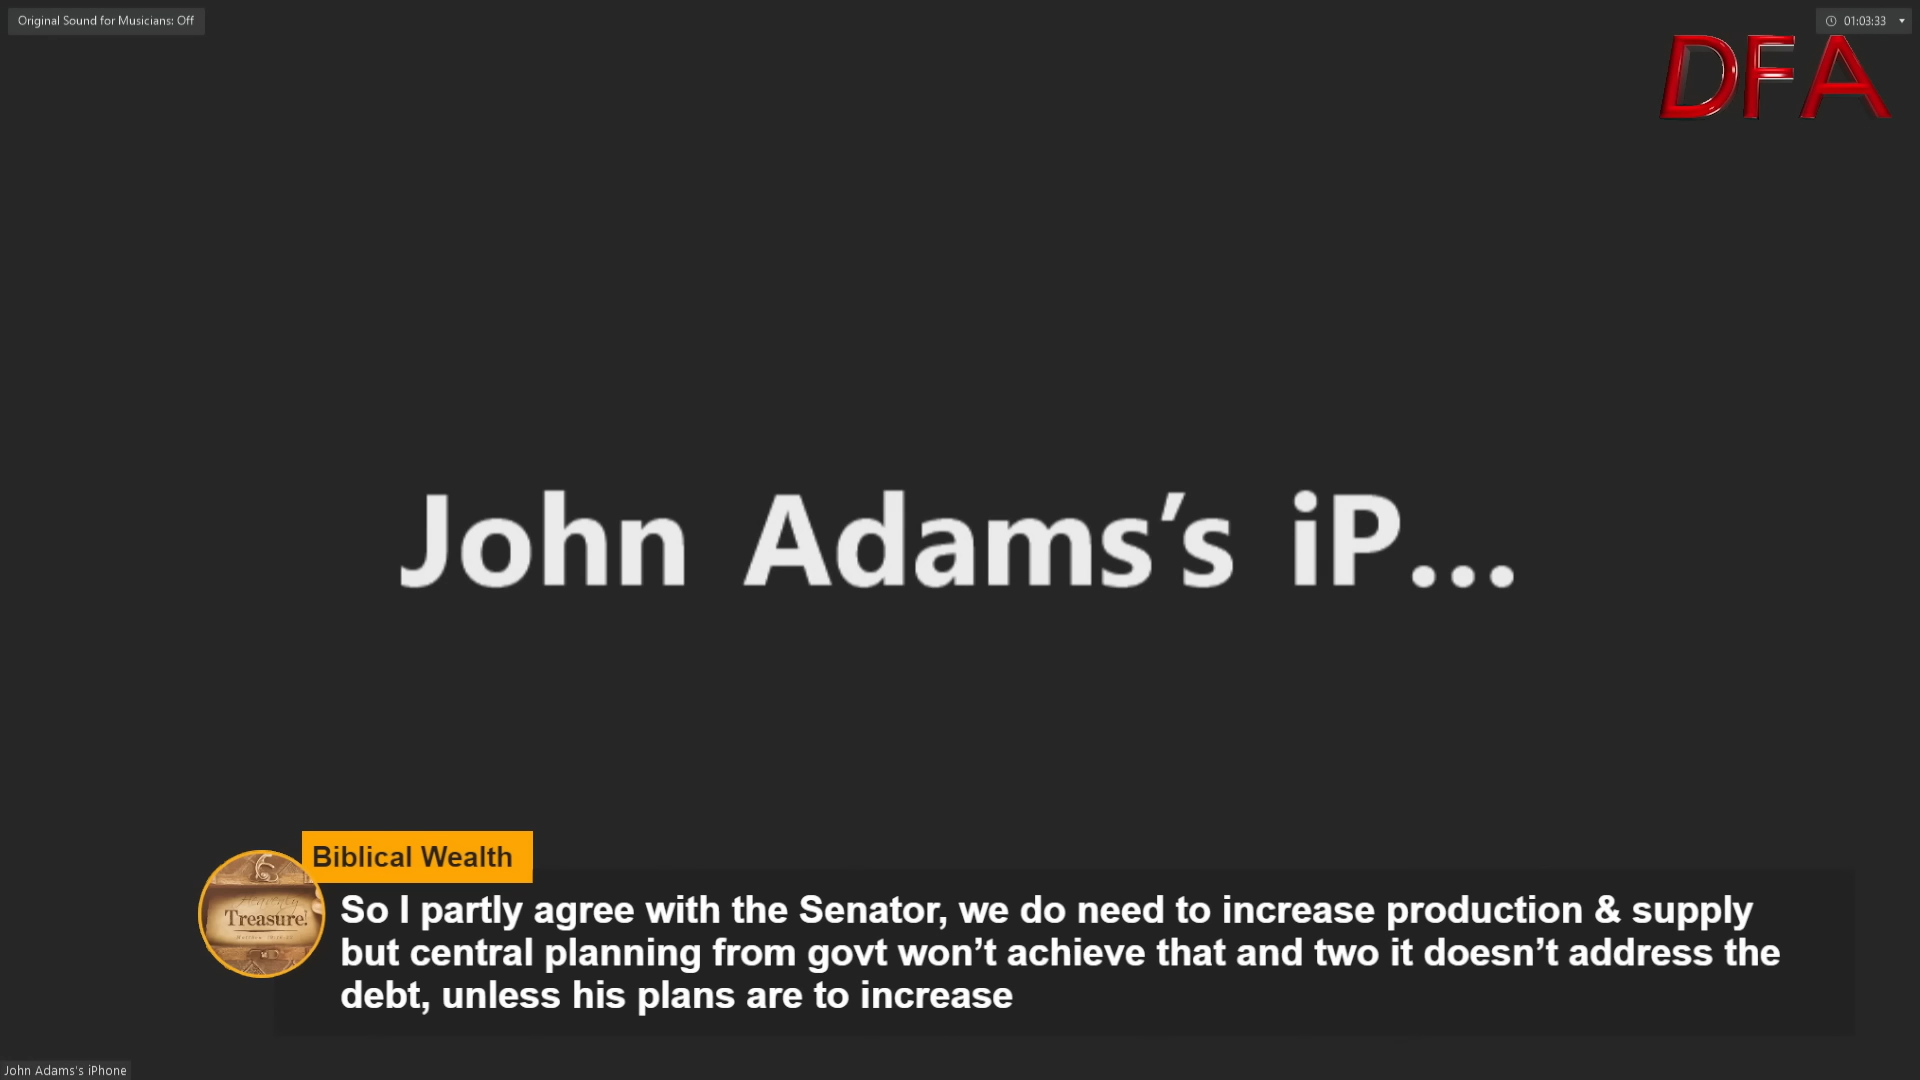 Original Sound for Musicians: Off
01:03:33
DFA
John Adams’s iP...
Biblical Wealth
Treasure!
So I partly agree with the Senator, we do need to increase production & supply
but central planning from govt won’t achieve that and two it doesn’t address the
debt, unless his plans are to increase
John Adams’s iPhone